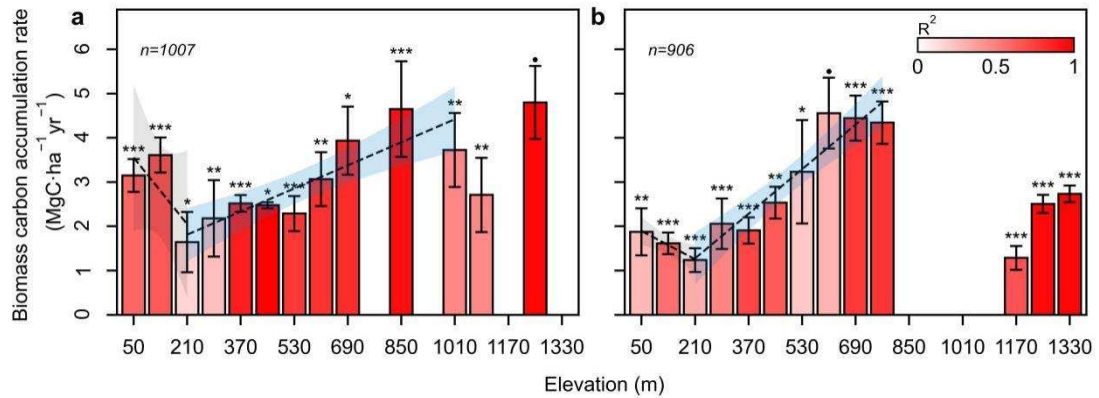 a
b
n=1007
n=906
R²
0 0.5 1
Biomass carbon accumulation rate
(MgC·ha⁻¹yr⁻¹)
6
5
4
3
2
1
0
*** *** * ** *** * *** ** * *** ** ** •
** *** *** *** *** ** * • *** *** *** *** ***
50 210 370 530 690 850 1010 1170 1330
50 210 370 530 690 850 1010 1170 1330
Elevation (m)